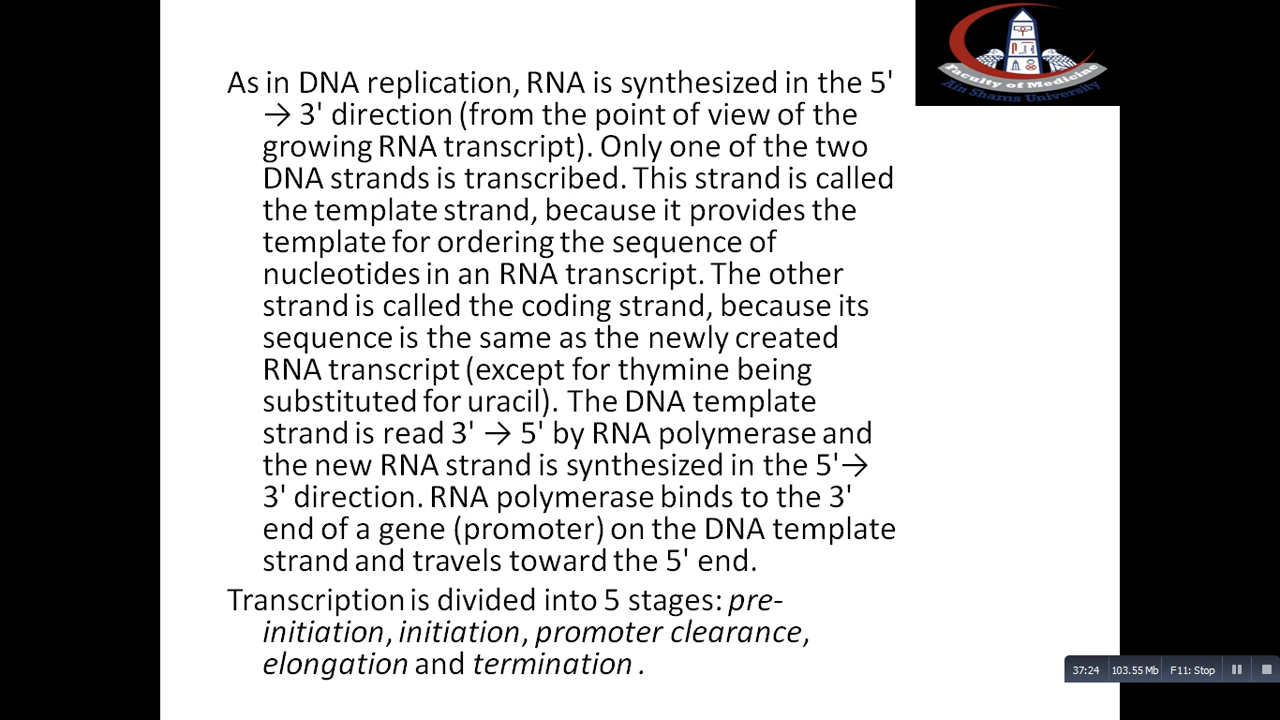 As in DNA replication, RNA is synthesized in the 5'
→ 3' direction (from the point of view of the
growing RNA transcript). Only one of the two
DNA strands is transcribed. This strand is called
the template strand, because it provides the
template for ordering the sequence of
nucleotides in an RNA transcript. The other
strand is called the coding strand, because its
sequence is the same as the newly created
RNA transcript (except for thymine being
substituted for uracil). The DNA template
strand is read 3' → 5' by RNA polymerase and
the new RNA strand is synthesized in the 5'→
3' direction. RNA polymerase binds to the 3'
end of a gene (promoter) on the DNA template
strand and travels toward the 5' end.
Transcription is divided into 5 stages: pre-
initiation, initiation, promoter clearance,
elongation and termination .
Faculty of Medicine
Ain Shams University
37:24 103.55 Mb F11: Stop